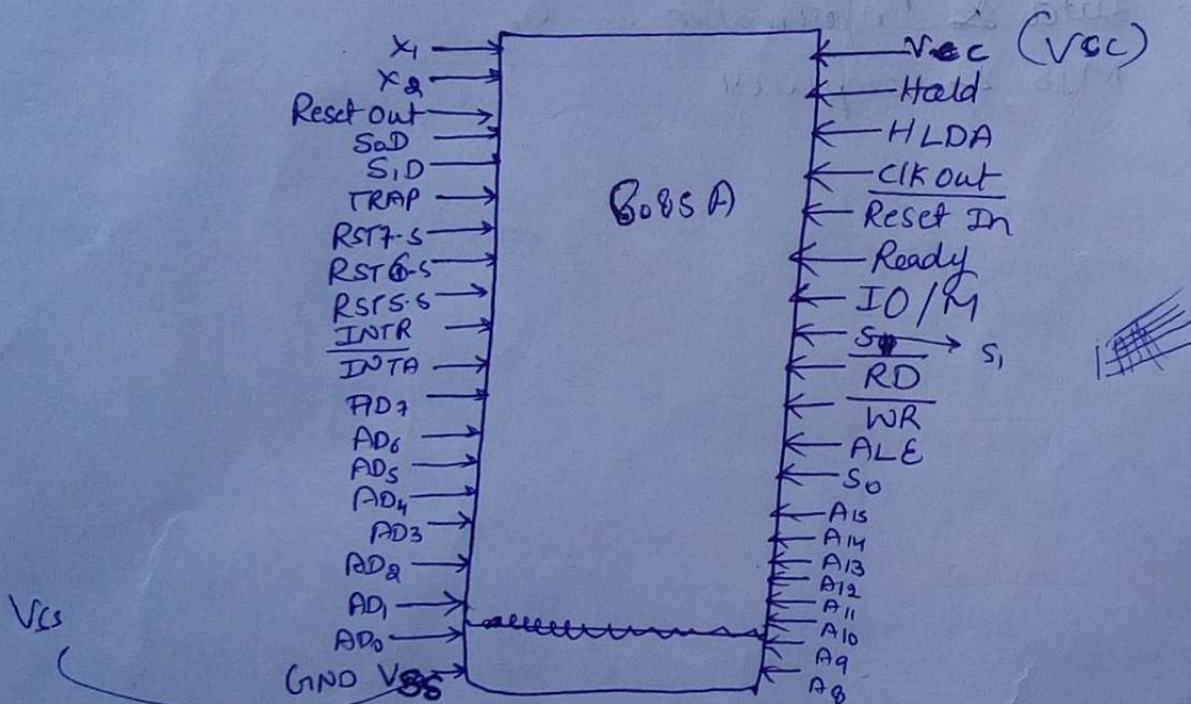 X1
X2
Reset Out
SOD
SID
TRAP
RST7.5
RST6.5
RST5.5
INTR
INTA
AD7
AD6
AD5
AD4
AD3
AD2
AD1
AD0
GND VSS
VSS
8085 A
Vcc (Vcc)
Hold
HLDA
Clk Out
Reset In
Ready
IO/M
S1
RD
WR
ALE
S0
A15
A14
A13
A12
A11
A10
A9
A8